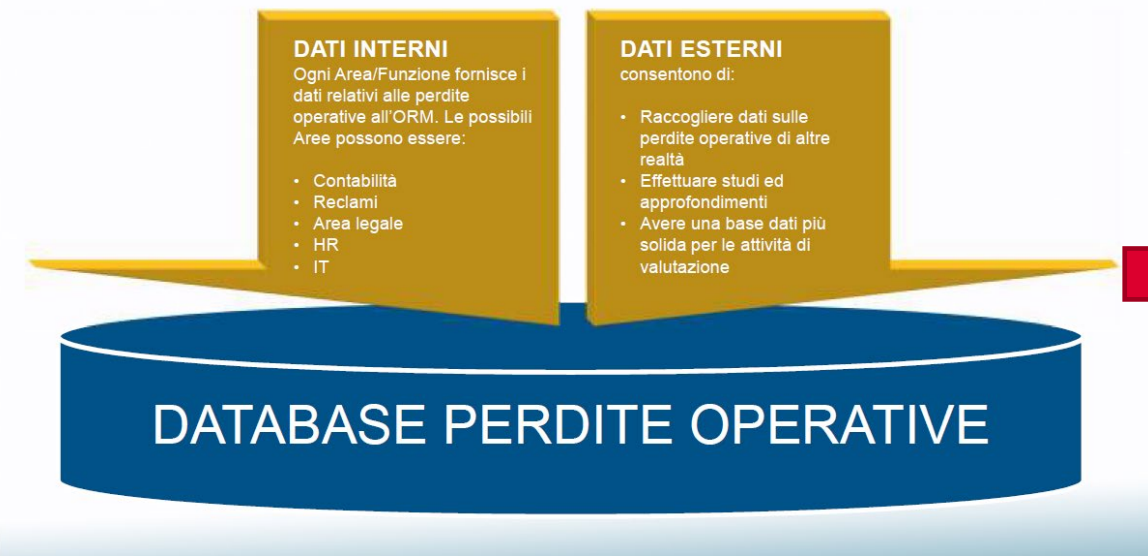 DATI INTERNI
Ogni Area/Funzione fornisce i
dati relativi alle perdite
operative all'ORM. Le possibili
Aree possono essere:
• Contabilità
• Reclami
• Area legale
• HR
• IT
DATI ESTERNI
consentono di:
• Raccogliere dati sulle
perdite operative di altre
realtà
• Effettuare studi ed
approfondimenti
• Avere una base dati più
solida per le attività di
valutazione
DATABASE PERDITE OPERATIVE